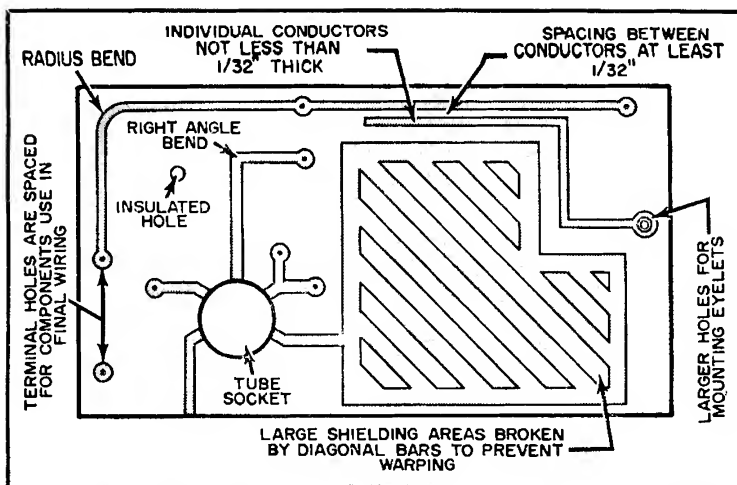 INDIVIDUAL CONDUCTORS
NOT LESS THAN
1/32" THICK
SPACING BETWEEN
CONDUCTORS AT LEAST
1/32"
RADIUS BEND
RIGHT ANGLE
BEND
INSULATED
HOLE
TERMINAL HOLES ARE SPACED
FOR COMPONENTS USE IN
FINAL WIRING
TUBE
SOCKET
LARGER HOLES FOR
MOUNTING EYELETS
LARGE SHIELDING AREAS BROKEN
BY DIAGONAL BARS TO PREVENT
WARPING